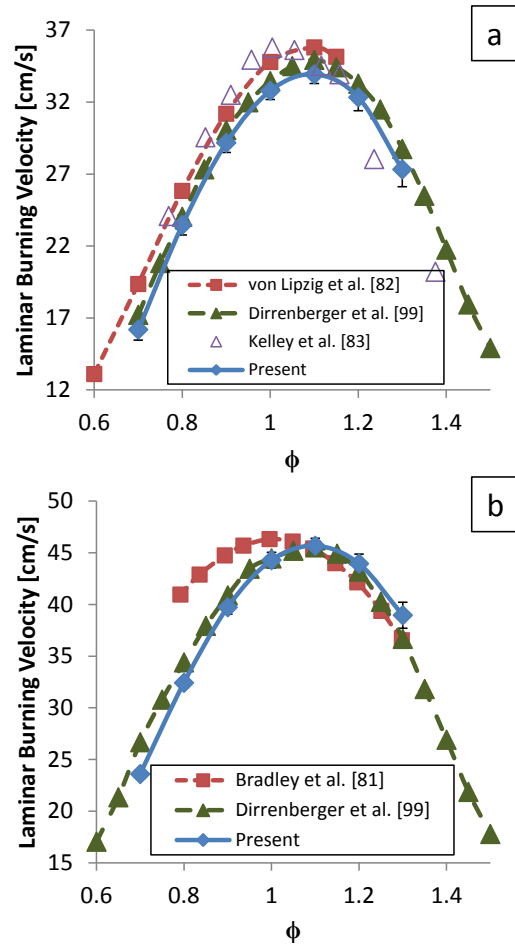 a
37
32
27
22
17
12
Laminar Burning Velocity [cm/s]
von Lipzig et al. [82]
Dirrenberger et al. [99]
Kelley et al. [83]
Present
0.6 0.8 1 1.2 1.4
ϕ
b
50
45
40
35
30
25
20
15
Laminar Burning Velocity [cm/s]
Bradley et al. [81]
Dirrenberger et al. [99]
Present
0.6 0.8 1 1.2 1.4
ϕ